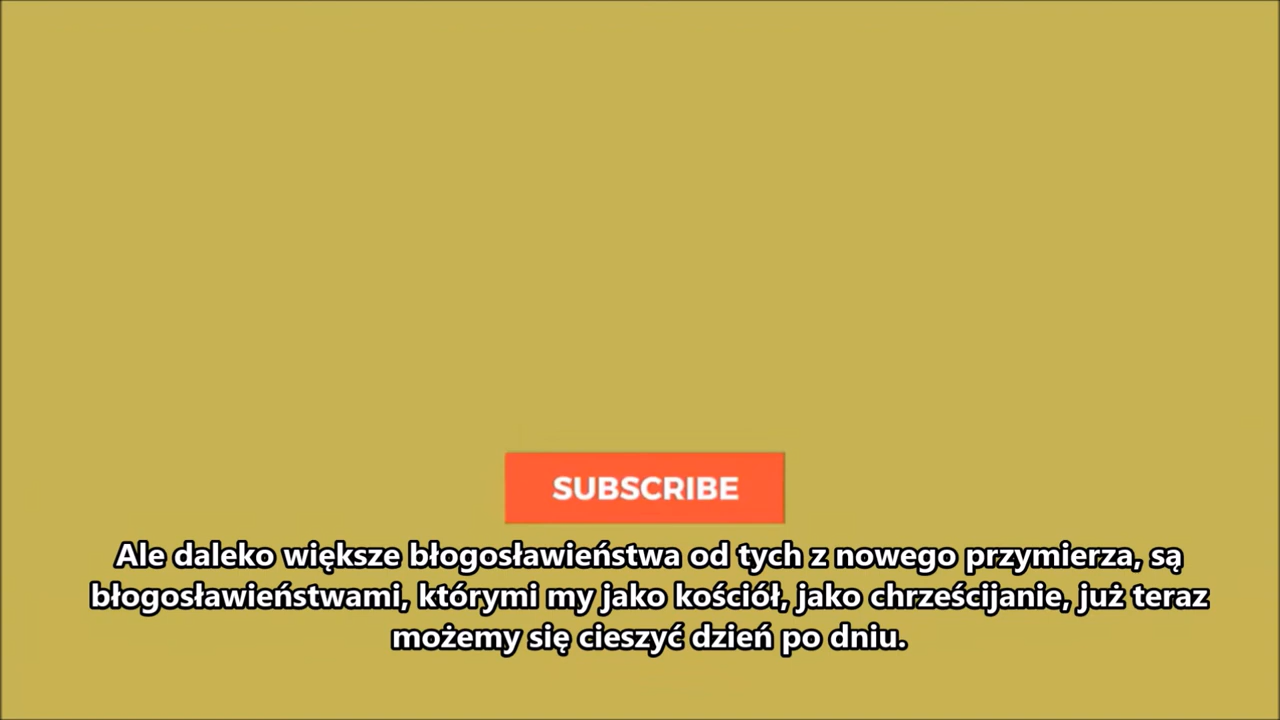 SUBSCRIBE
Ale daleko większe błogosławieństwa od tych z nowego przymierza, są
błogosławieństwami, którymi my jako kościół, jako chrześcijanie, już teraz
możemy się cieszyć dzień po dniu.